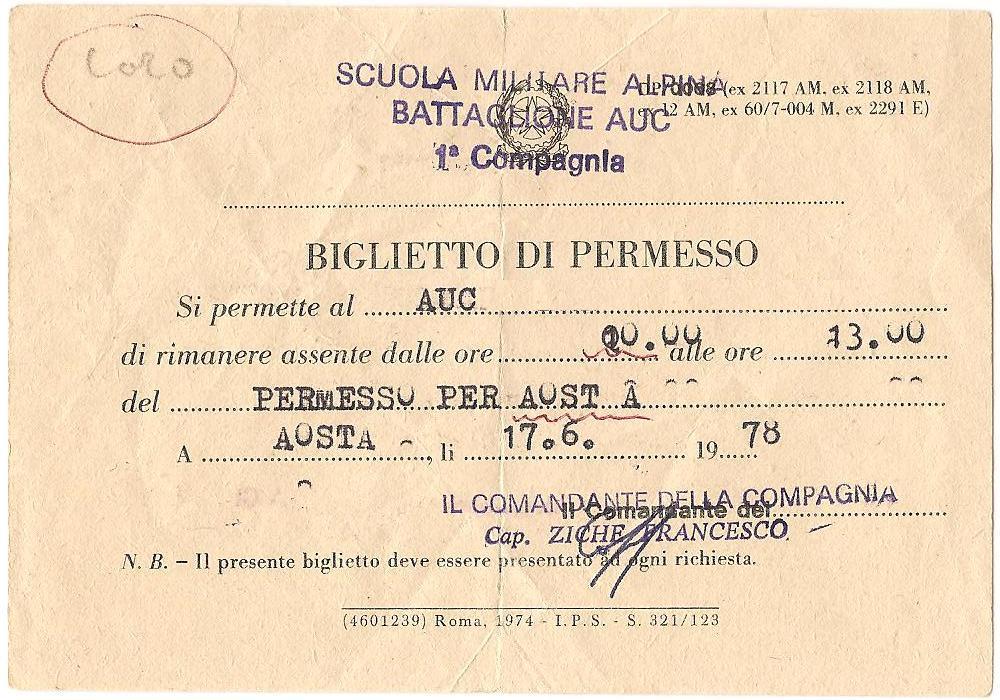 Coro
SCUOLA MILITARE ALPINA
BATTAGLIONE AUC
1ª Compagnia
(ex 2117 AM, ex 2118 AM,
ex 12 AM, ex 60/7-004 M, ex 2291 E)
BIGLIETTO DI PERMESSO
Si permette al AUC
di rimanere assente dalle ore 10.00 alle ore 13.00
del PERMESSO PER AOST A
A AOSTA, li 17.6. 1978
IL COMANDANTE DELLA COMPAGNIA
Il Comandante del
Cap. ZICHE FRANCESCO
N. B. – Il presente biglietto deve essere presentato ad ogni richiesta.
(4601239) Roma, 1974 - I.P.S. - S. 321/123